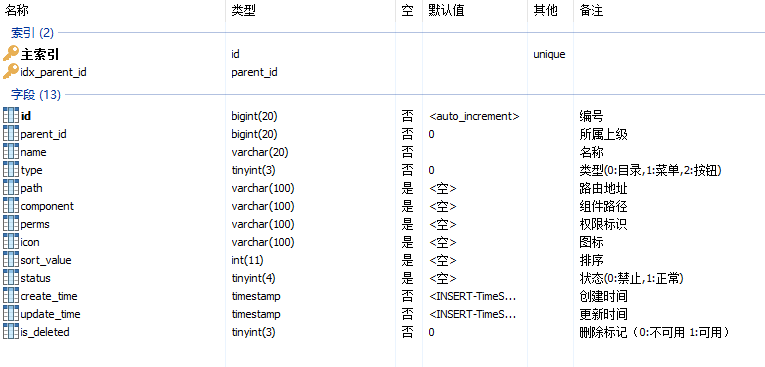 名称 类型 空 默认值 其他 备注
索引 (2)
主索引 id unique
idx_parent_id parent_id
字段 (13)
id bigint(20) 否 <auto_increment> 编号
parent_id bigint(20) 否 0 所属上级
name varchar(20) 否 名称
type tinyint(3) 否 0 类型(0:目录,1:菜单,2:按钮)
path varchar(100) 是 <空> 路由地址
component varchar(100) 是 <空> 组件路径
perms varchar(100) 是 <空> 权限标识
icon varchar(100) 是 <空> 图标
sort_value int(11) 是 <空> 排序
status tinyint(4) 是 <空> 状态(0:禁止,1:正常)
create_time timestamp 否 <INSERT-TimeS... 创建时间
update_time timestamp 否 <INSERT-TimeS... 更新时间
is_deleted tinyint(3) 否 0 删除标记（0:不可用 1:可用）